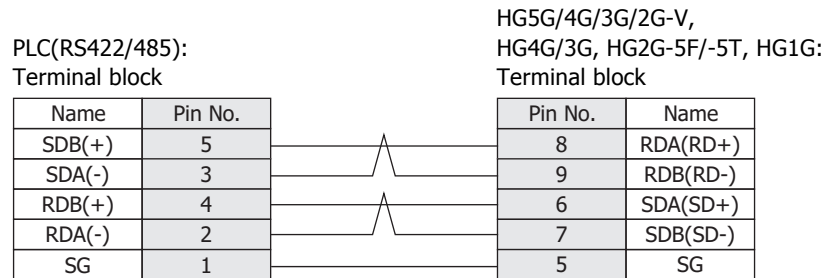 HG5G/4G/3G/2G-V,
PLC(RS422/485): HG4G/3G, HG2G-5F/-5T, HG1G:
Terminal block Terminal block
Name Pin No. Pin No. Name
SDB(+) 5 8 RDA(RD+)
SDA(-) 3 9 RDB(RD-)
RDB(+) 4 6 SDA(SD+)
RDA(-) 2 7 SDB(SD-)
SG 1 5 SG